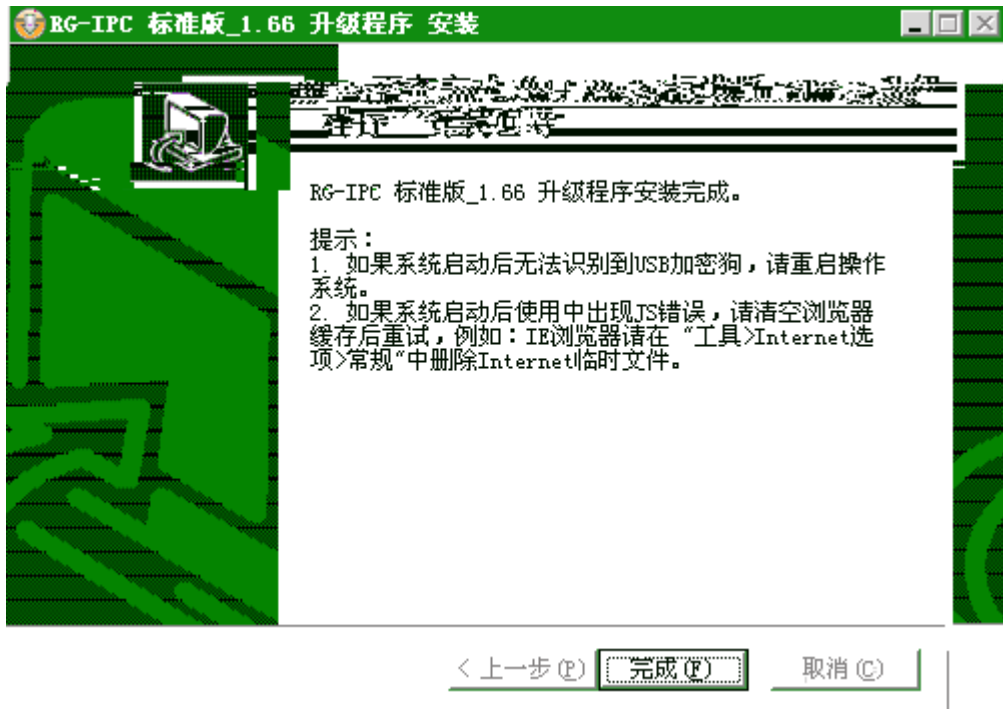 RG-IPC 标准版_1.66 升级程序 安装
RG-IPC 标准版_1.66 升级程序安装完成。
提示：
1. 如果系统启动后无法识别到USB加密狗，请重启操作
系统。
2. 如果系统启动后使用中出现JS错误，请清空浏览器
缓存后重试，例如：IE浏览器请在 “工具>Internet选
项>常规“中删除Internet临时文件。
< 上一步(P) 完成(F) 取消(C)